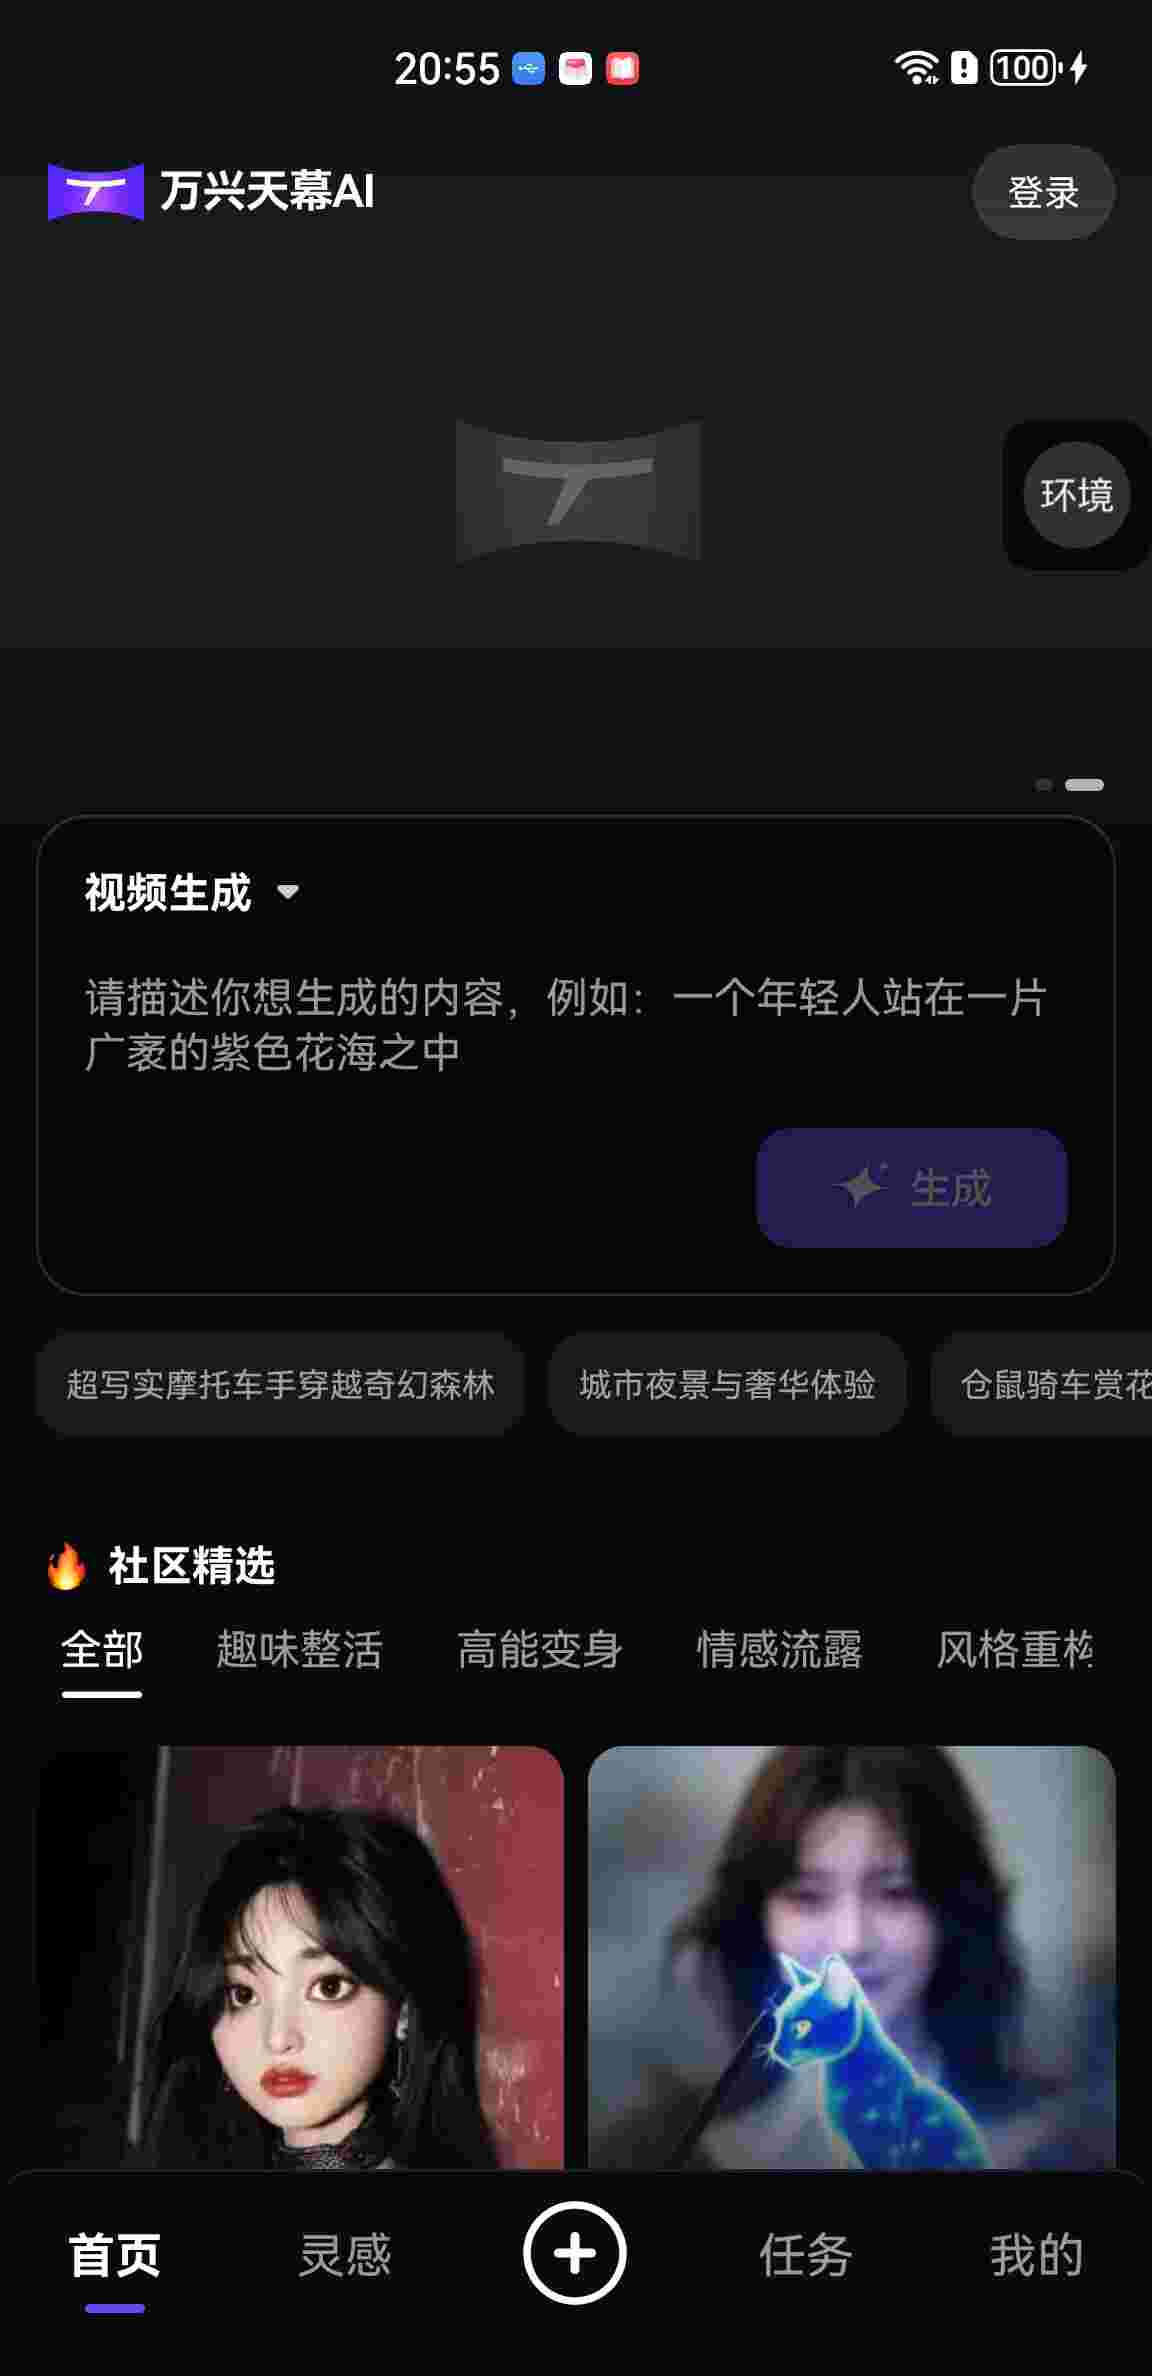 20:55
100
万兴天幕AI
登录
环境
视频生成
请描述你想生成的内容，例如：一个年轻人站在一片
广袤的紫色花海之中
生成
超写实摩托车手穿越奇幻森林
城市夜景与奢华体验
仓鼠骑车赏花
社区精选
全部
趣味整活
高能变身
情感流露
风格重构
首页
灵感
任务
我的